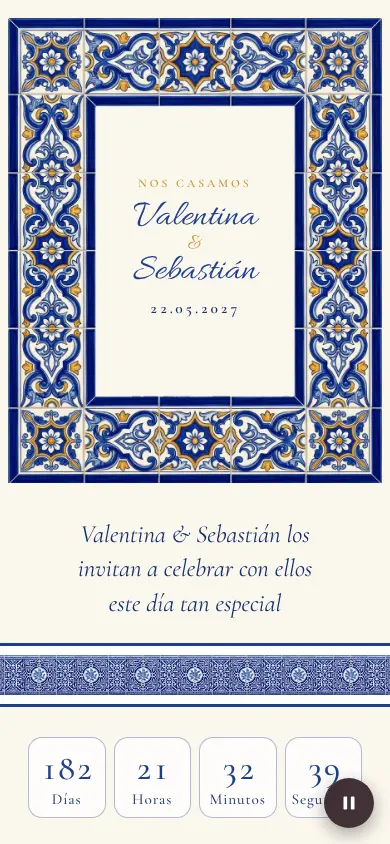 NOS CASAMOS
Valentina
&
Sebastián
22.05.2027
Valentina & Sebastián los
invitan a celebrar con ellos
este día tan especial
182 21 32 39
Días Horas Minutos